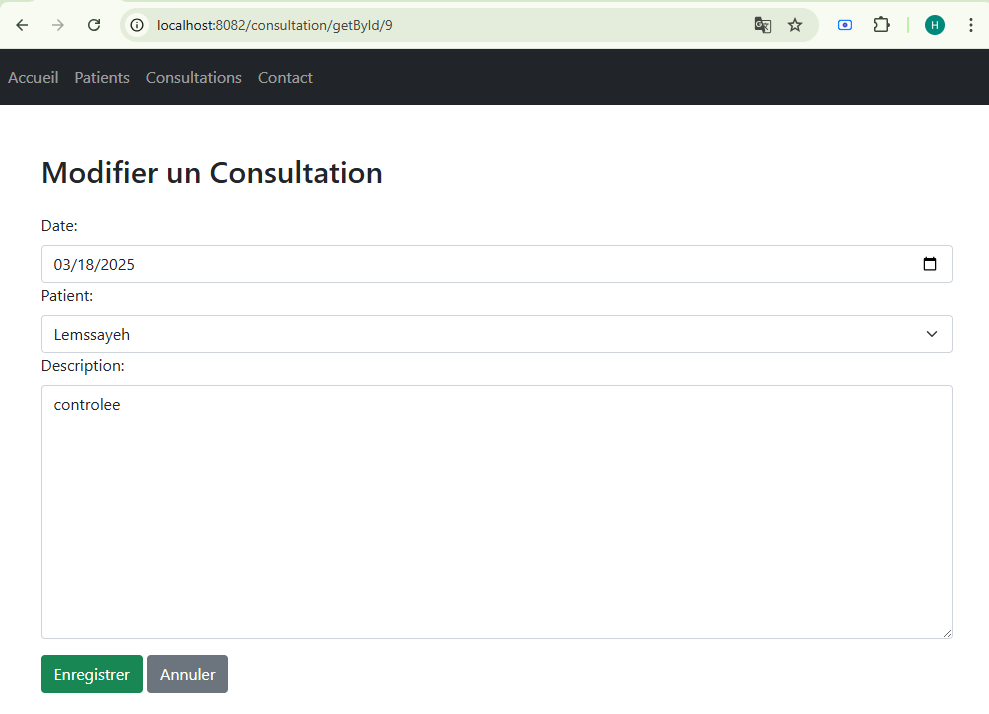 localhost:8082/consultation/getById/9
H
Accueil Patients Consultations Contact
Modifier un Consultation
Date:
03/18/2025
Patient:
Lemssayeh
Description:
controlee
Enregistrer Annuler